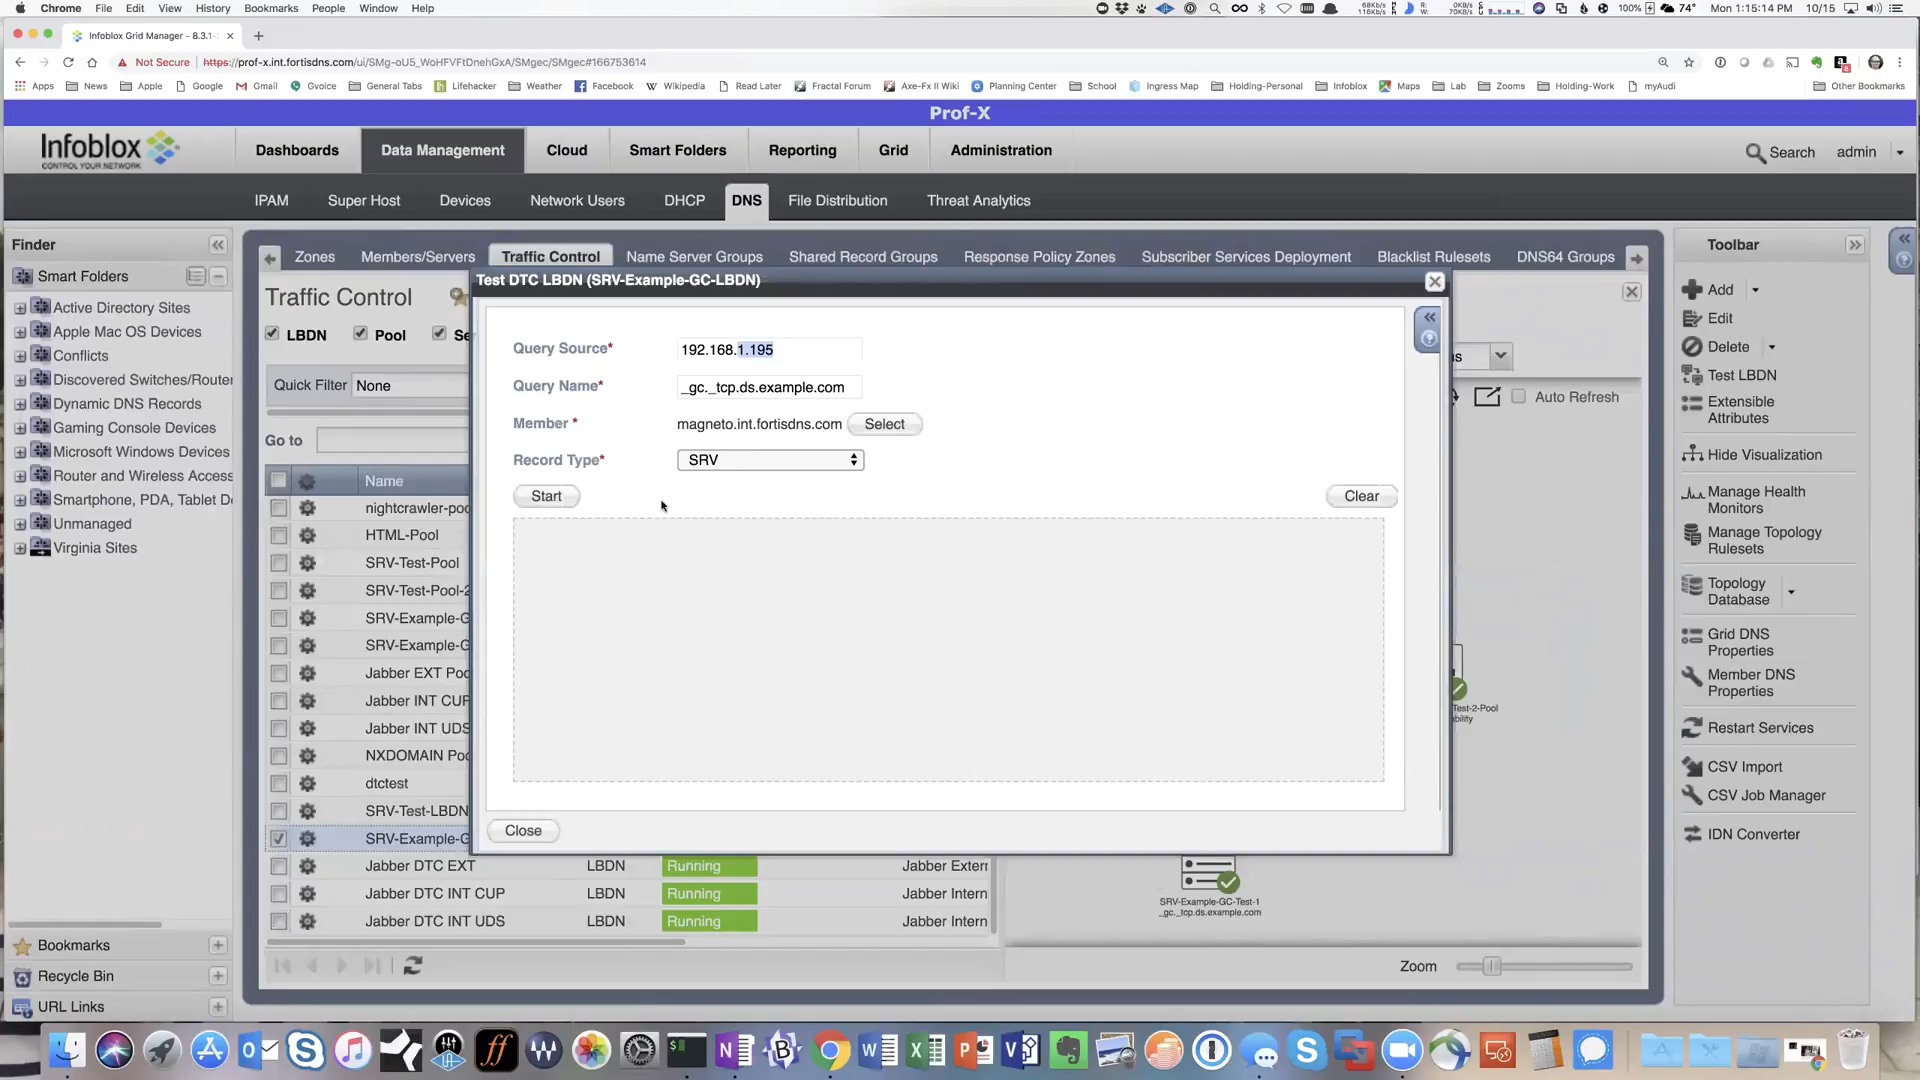 Chrome File Edit View History Bookmarks People Window Help
68Kb/s 116Kb/s R: W: 0KB/s 70KB/s 100% 74° Mon 1:15:14 PM 10/15
Infoblox Grid Manager - 8.3.1-
Not Secure https://prof-x.int.fortisdns.com/ui/SMg-oU5_WoHFVFtDnehGxA/SMgec/SMgec#166753614
Apps News Apple Google Gmail Gvoice General Tabs Lifehacker Weather Facebook Wikipedia Read Later Fractal Forum Axe-Fx II Wiki Planning Center School Ingress Map Holding-Personal Infoblox Maps Lab Zooms Holding-Work myAudi Other Bookmarks
Prof-X
Infoblox
CONTROL YOUR NETWORK
Dashboards Data Management Cloud Smart Folders Reporting Grid Administration
Search admin
IPAM Super Host Devices Network Users DHCP DNS File Distribution Threat Analytics
Finder
Smart Folders
Active Directory Sites
Apple Mac OS Devices
Conflicts
Discovered Switches/Router
Dynamic DNS Records
Gaming Console Devices
Microsoft Windows Devices
Router and Wireless Access
Smartphone, PDA, Tablet D
Unmanaged
Virginia Sites
Bookmarks
Recycle Bin
URL Links
Zones Members/Servers Traffic Control Name Server Groups Shared Record Groups Response Policy Zones Subscriber Services Deployment Blacklist Rulesets DNS64 Groups
Traffic Control
LBDN Pool Se
Quick Filter None
Go to
Name
nightcrawler-poo
HTML-Pool
SRV-Test-Pool
SRV-Test-Pool-2
SRV-Example-G
SRV-Example-G
Jabber EXT Poo
Jabber INT CUP
Jabber INT UDS
NXDOMAIN Poo
dtctest
SRV-Test-LBDN
SRV-Example-G
Jabber DTC EXT LBDN Running Jabber Extern
Jabber DTC INT CUP LBDN Running Jabber Intern
Jabber DTC INT UDS LBDN Running Jabber Intern
Test DTC LBDN (SRV-Example-GC-LBDN)
Query Source* 192.168.1.195
Query Name* _gc._tcp.ds.example.com
Member * magneto.int.fortisdns.com Select
Record Type* SRV
Start Clear
Close
s
Auto Refresh
Test-2-Pool
bility
SRV-Example-GC-Test-1
_gc._tcp.ds.example.com
Zoom
Toolbar
Add
Edit
Delete
Test LBDN
Extensible
Attributes
Hide Visualization
Manage Health
Monitors
Manage Topology
Rulesets
Topology
Database
Grid DNS
Properties
Member DNS
Properties
Restart Services
CSV Import
CSV Job Manager
IDN Converter